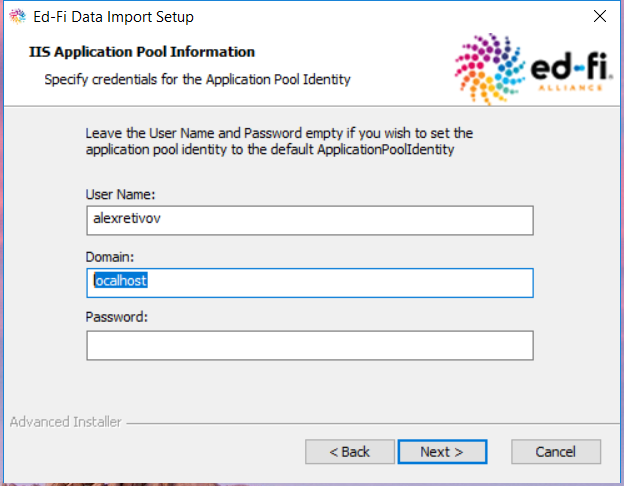 Ed-Fi Data Import Setup
IIS Application Pool Information
Specify credentials for the Application Pool Identity
ed-fi
ALLIANCE
Leave the User Name and Password empty if you wish to set the
application pool identity to the default ApplicationPoolIdentity
User Name:
alexretivov
Domain:
localhost
Password:
Advanced Installer
< Back
Next >
Cancel